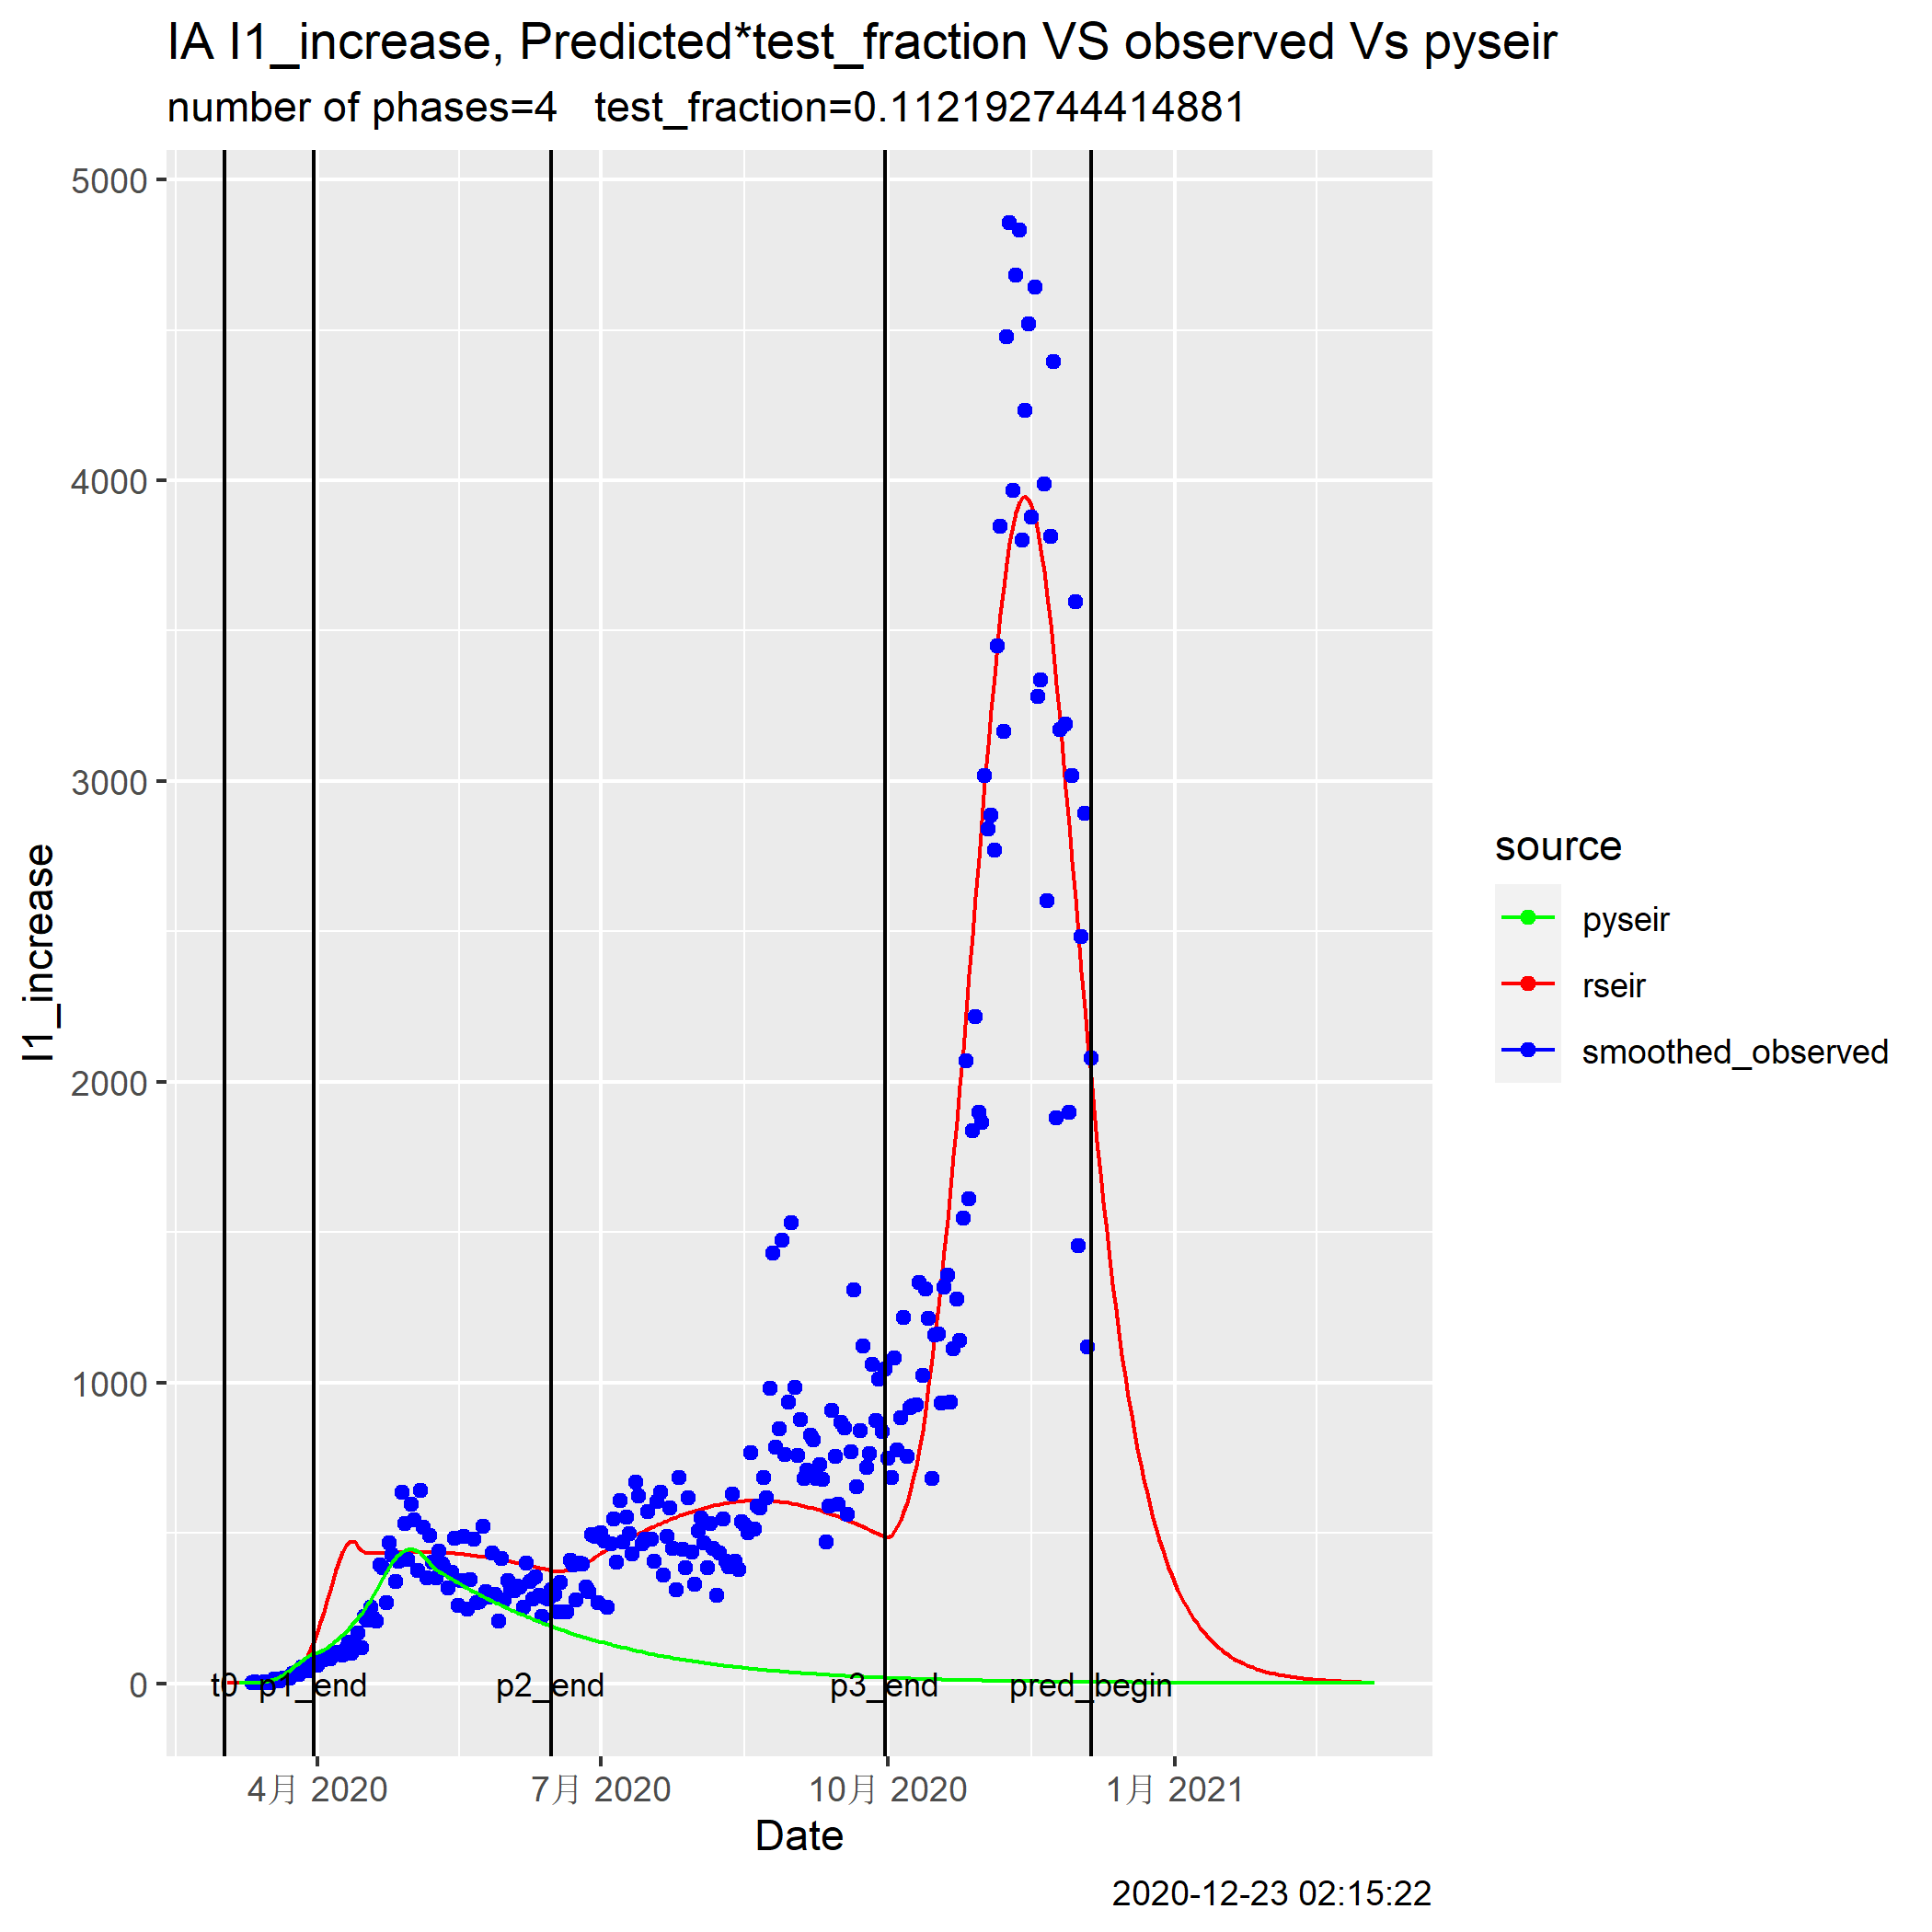 IA I1_increase, Predicted*test_fraction VS observed Vs pyseir
number of phases=4   test_fraction=0.112192744414881
5000
4000
3000
2000
1000
0
I1_increase
t0
p1_end
p2_end
p3_end
pred_begin
4月 2020
7月 2020
10月 2020
1月 2021
Date
source
pyseir
rseir
smoothed_observed
2020-12-23 02:15:22